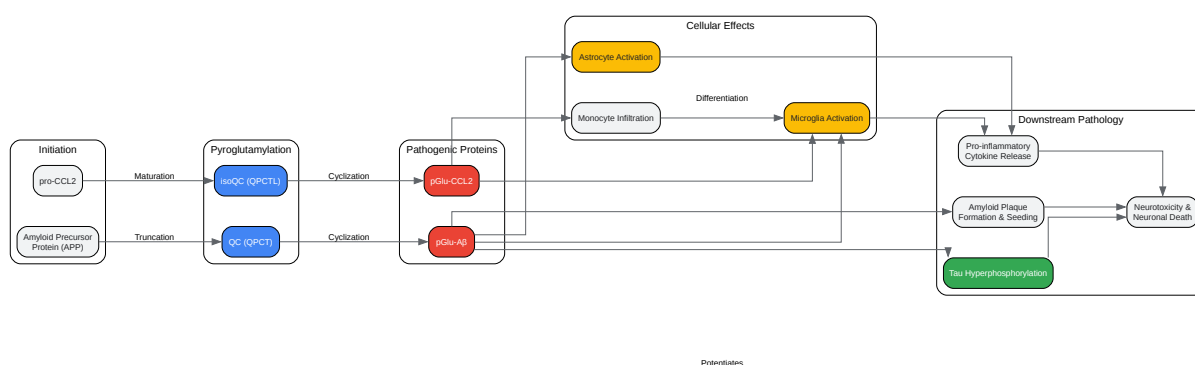 Cellular Effects
Astrocyte Activation
Differentiation
Monocyte Infiltration
Microglia Activation
Downstream Pathology
Initiation
Pyroglutamylation
Pathogenic Proteins
Pro-inflammatory
Cytokine Release
pro-CCL2
Maturation
isoQC (QPCTL)
Cyclization
pGlu-CCL2
Amyloid Plaque
Formation & Seeding
Neurotoxicity &
Neuronal Death
Amyloid Precursor
Protein (APP)
Truncation
QC (QPCT)
Cyclization
pGlu-Aβ
Tau Hyperphosphorylation
Potentiates